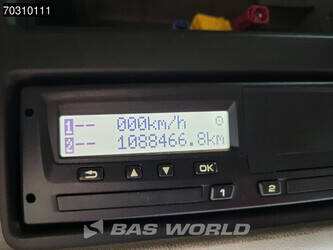 70310111
1-- 000km/h
2-- 1088466.8km
OK
1 2
BAS WORLD